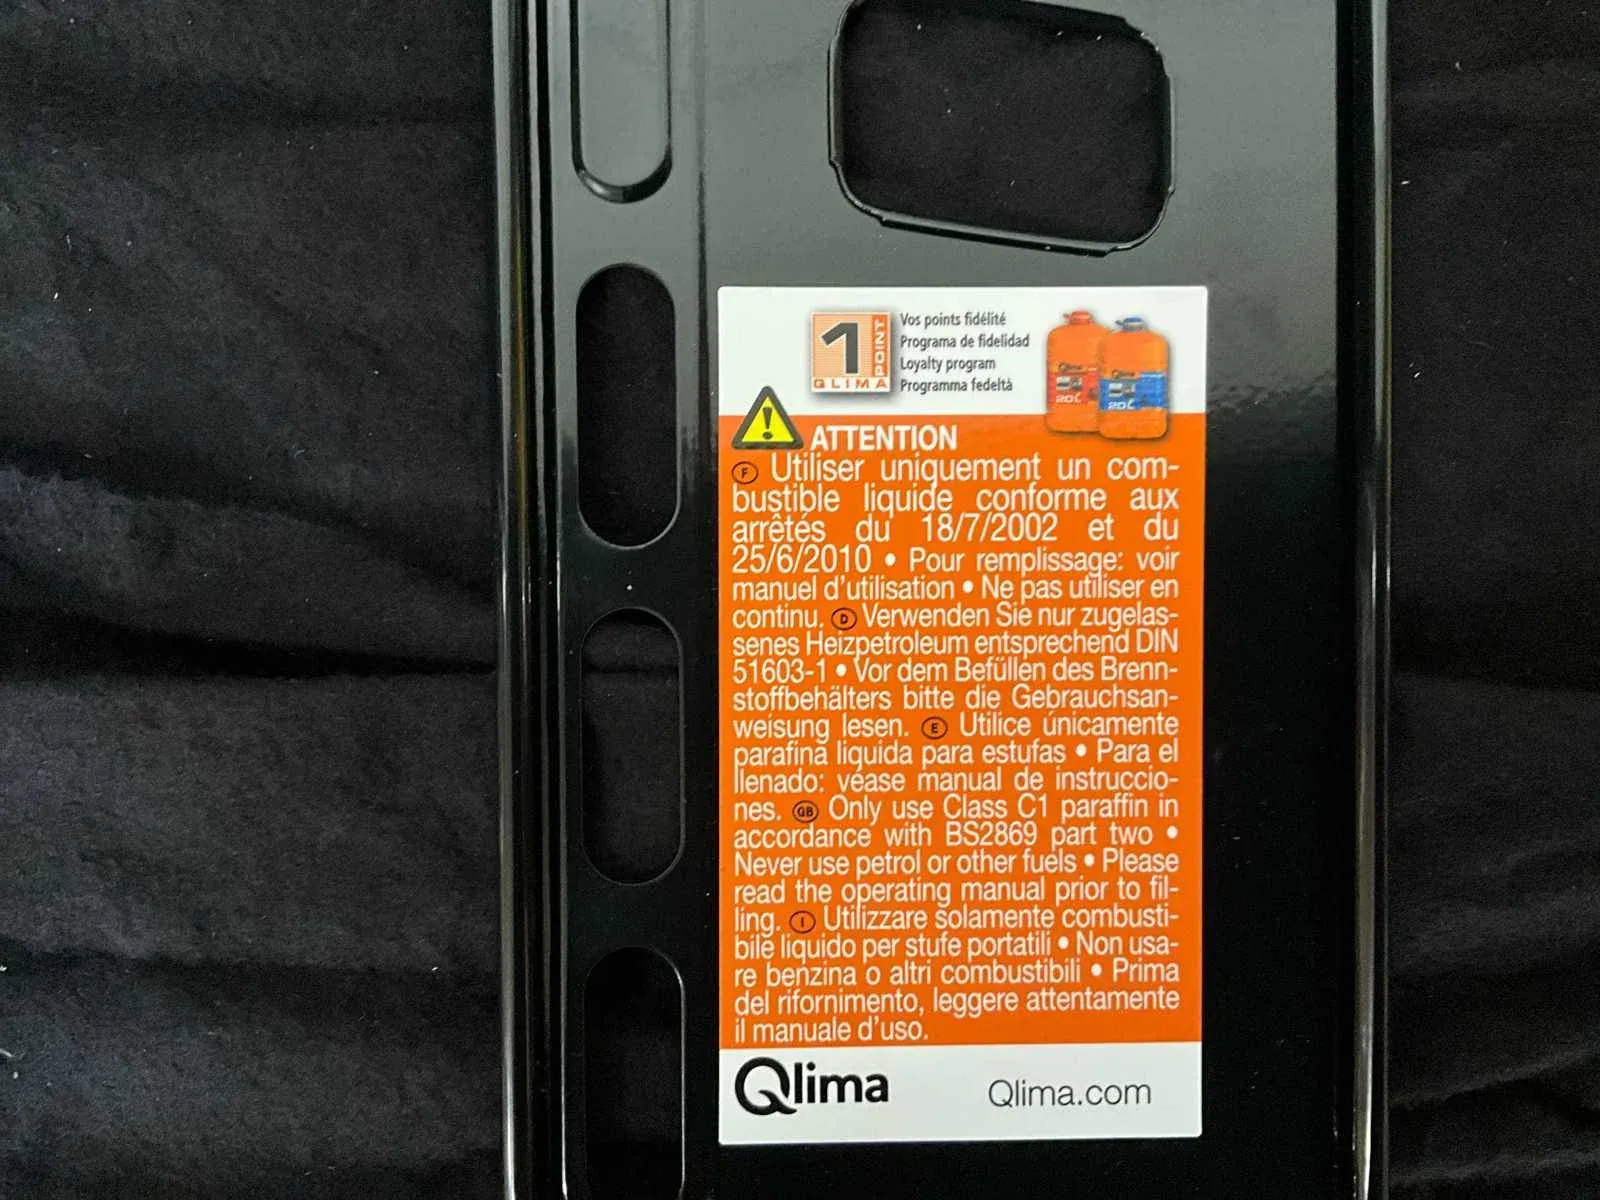 1
POINT
QLIMA
Vos points fidélité
Programa de fidelidad
Loyalty program
Programma fedeltà
Qlima
20L
Qlima
20L
ATTENTION
F Utiliser uniquement un com-
bustible liquide conforme aux
arrêtés du 18/7/2002 et du
25/6/2010 • Pour remplissage: voir
manuel d'utilisation • Ne pas utiliser en
continu. D Verwenden Sie nur zugelas-
senes Heizpetroleum entsprechend DIN
51603-1 • Vor dem Befüllen des Brenn-
stoffbehälters bitte die Gebrauchsan-
weisung lesen. E Utilice únicamente
parafina liquida para estufas • Para el
llenado: véase manual de instruccio-
nes. GB Only use Class C1 paraffin in
accordance with BS2869 part two •
Never use petrol or other fuels • Please
read the operating manual prior to fil-
ling. I Utilizzare solamente combusti-
bile liquido per stufe portatili • Non usa-
re benzina o altri combustibili • Prima
del rifornimento, leggere attentamente
il manuale d'uso.
Qlima
Qlima.com